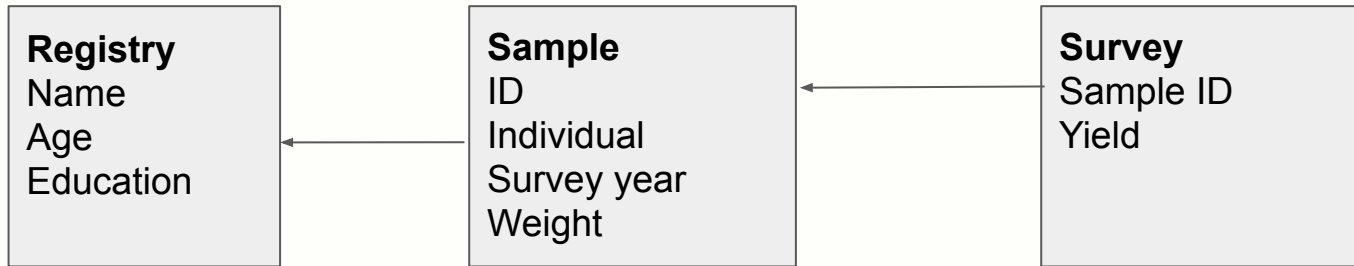 Registry
Name
Age
Education
Sample
ID
Individual
Survey year
Weight
Survey
Sample ID
Yield